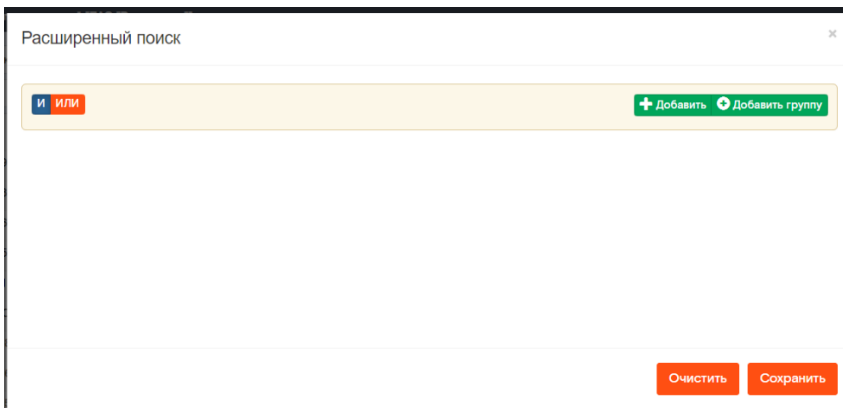 Расширенный поиск ×
И ИЛИ Добавить Добавить группу
Очистить Сохранить